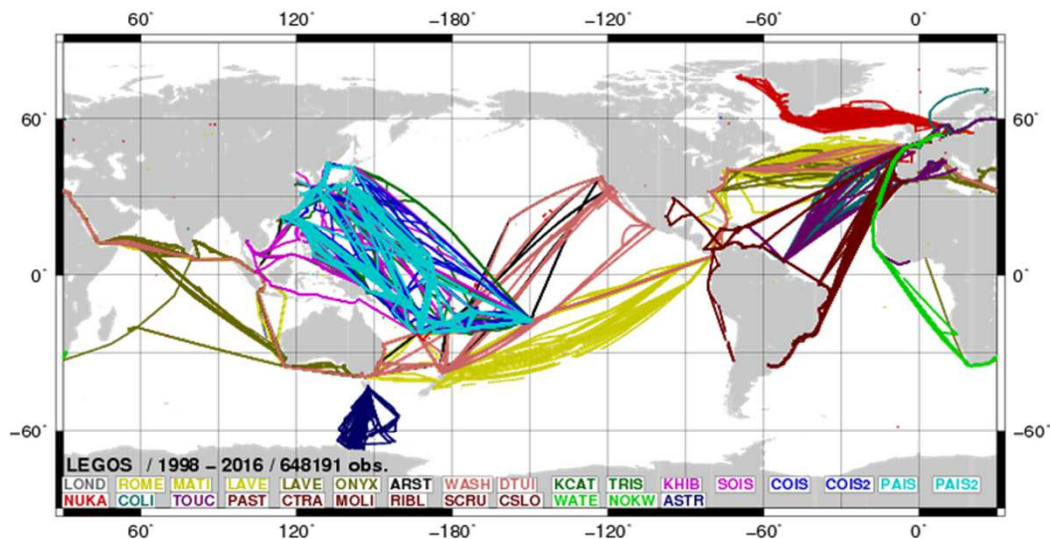 60° 120° −180° −120° −60° 0°
60° 60°
0° 0°
−60° −60°
LEGOS / 1998 − 2016 / 648191 obs.
LOND ROME MATI LAVE LAVE ONYX ARST WASH DTUI KCAT TRIS KHIB SOIS COIS COIS2 PAIS PAIS2
NUKA COLI TOUC PAST CTRA MOLI RIBL SCRU CSLO WATE NOKW ASTR
60° 120° −180° −120° −60° 0°